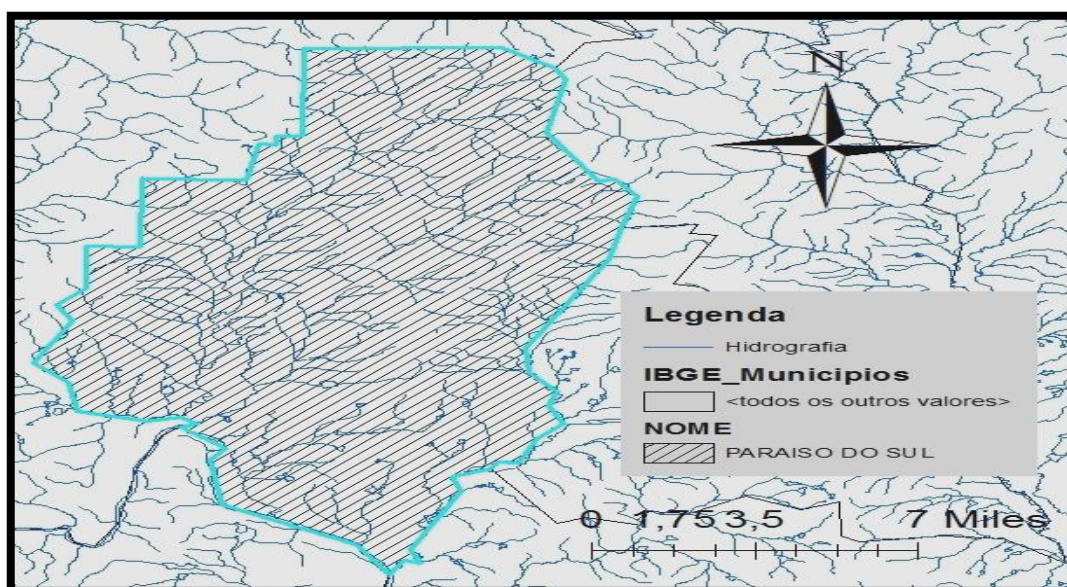 N
Legenda
Hidrografia
IBGE_Municipios
<todos os outros valores>
NOME
PARAISO DO SUL
0 1,75 3,5 7 Miles